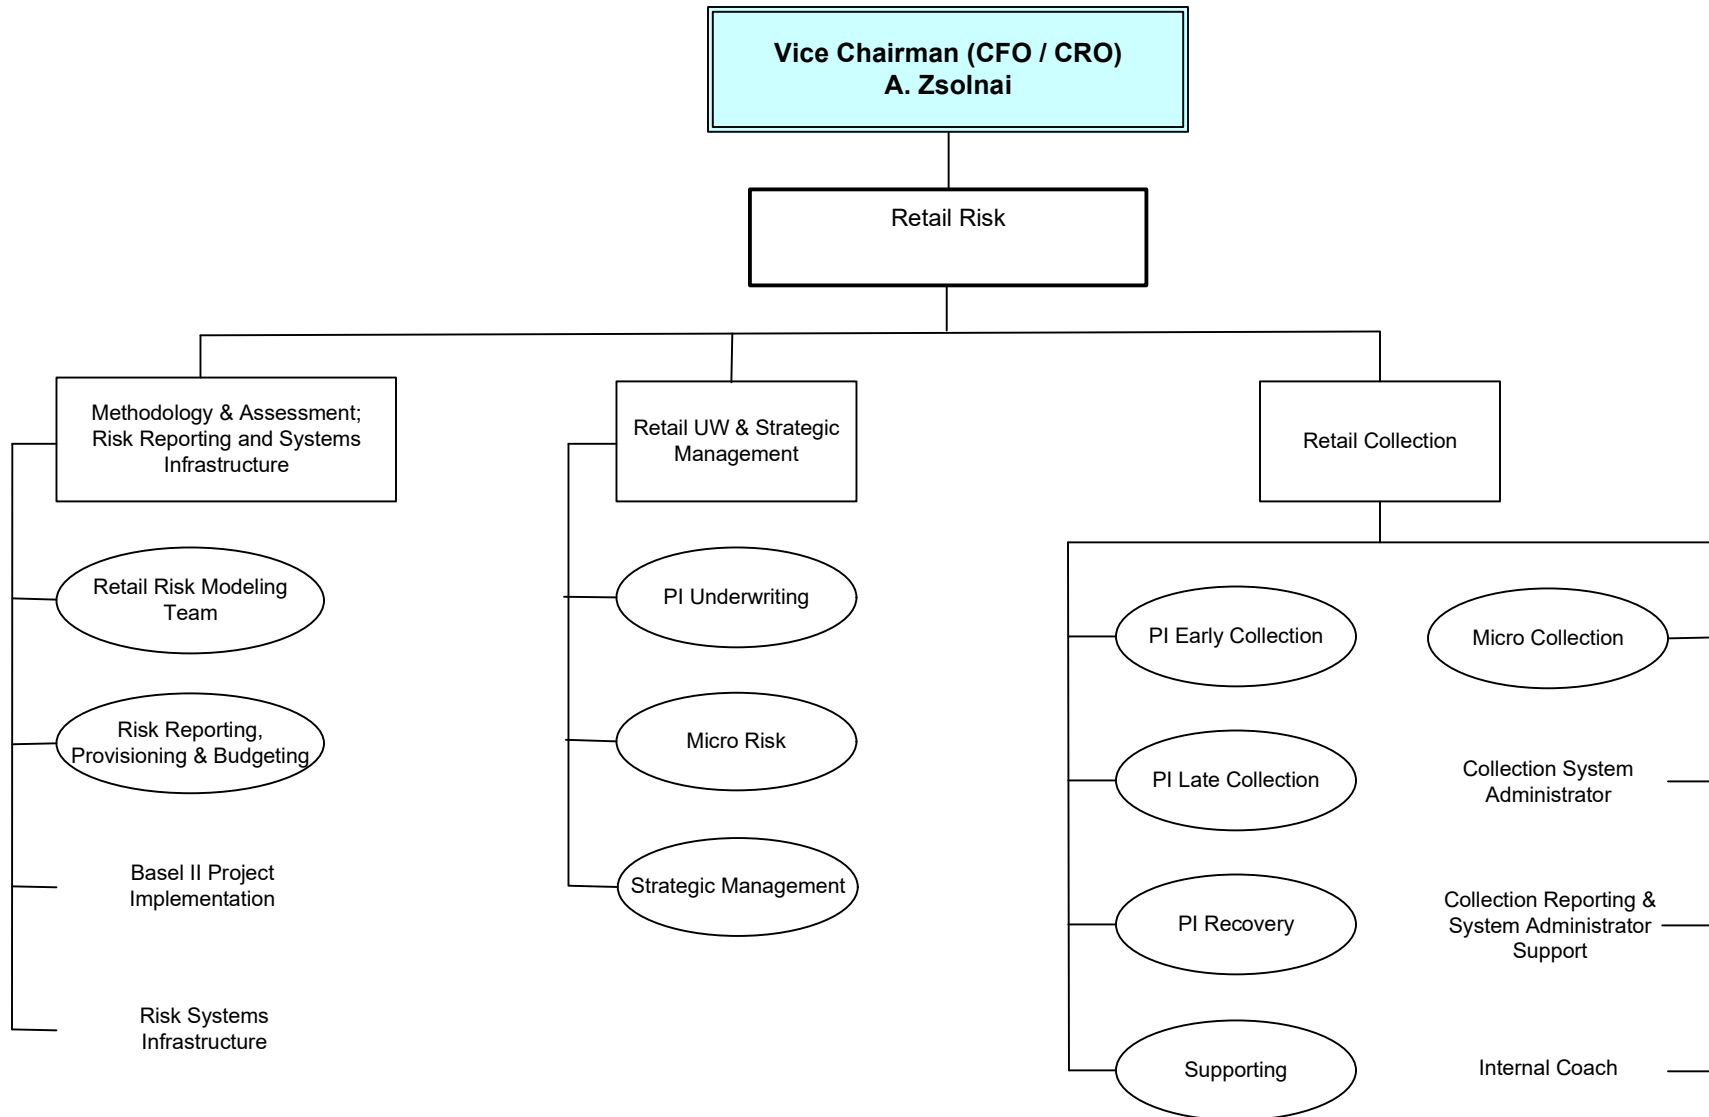 Vice Chairman (CFO / CRO)
A. Zsolnai
Retail Risk
Methodology & Assessment;
Risk Reporting and Systems
Infrastructure
Retail UW & Strategic
Management
Retail Collection
Retail Risk Modeling
Team
Risk Reporting,
Provisioning & Budgeting
Basel II Project
Implementation
Risk Systems
Infrastructure
PI Underwriting
Micro Risk
Strategic Management
PI Early Collection
PI Late Collection
PI Recovery
Supporting
Micro Collection
Collection System
Administrator
Collection Reporting &
System Administrator
Support
Internal Coach